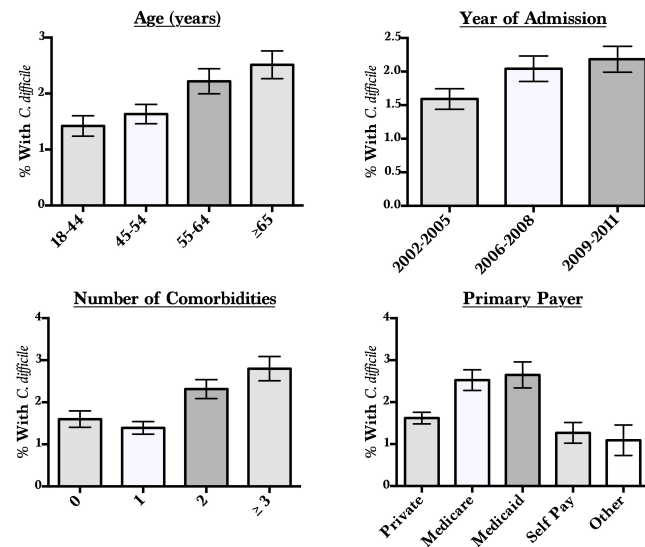 Age (years)
% With C. difficile
3
2
1
0
18-44
45-54
55-64
≥65
Year of Admission
% With C. difficile
2.5
2.0
1.5
1.0
0.5
0.0
2002-2005
2006-2008
2009-2011
Number of Comorbidities
% With C. difficile
4
3
2
1
0
0
1
2
≥3
Primary Payer
% With C. difficile
4
3
2
1
0
Private
Medicare
Medicaid
Self Pay
Other